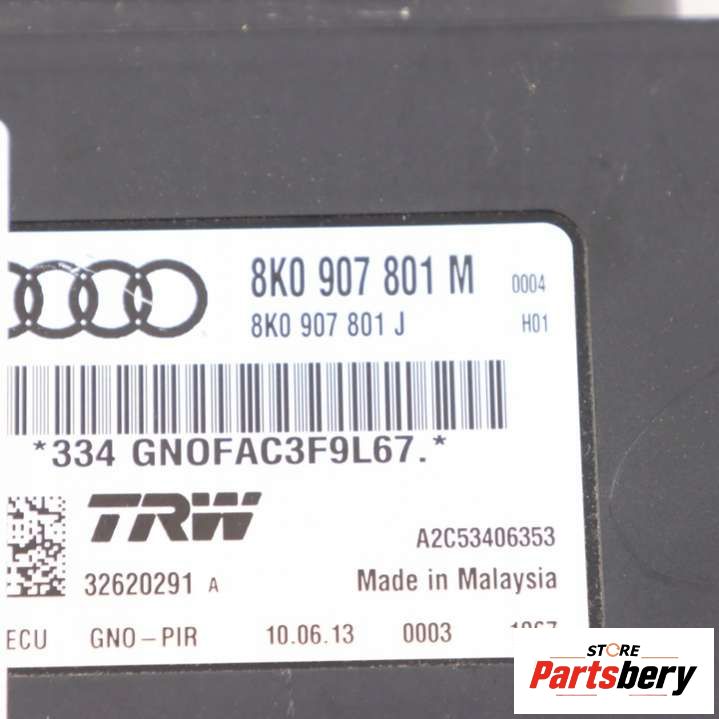 8K0 907 801 M 0004
8K0 907 801 J H01
*334 GNOFAC3F9L67.*
TRW
A2C53406353
32620291 A Made in Malaysia
ECU GNO-PIR 10.06.13 0003 1967
STORE
Partsbery